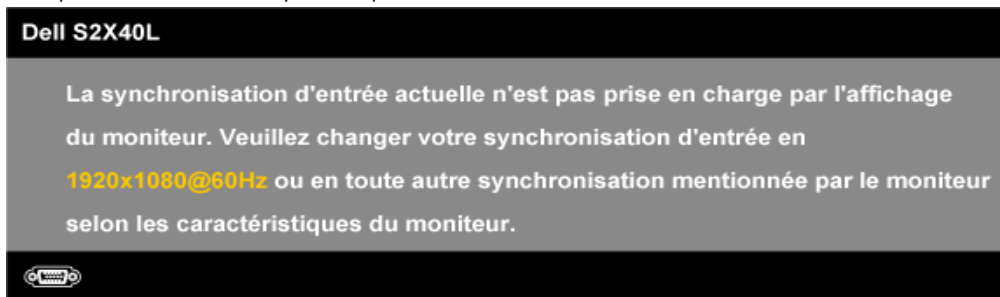 Dell S2X40L
La synchronisation d'entrée actuelle n'est pas prise en charge par l'affichage
du moniteur. Veuillez changer votre synchronisation d'entrée en
1920x1080@60Hz ou en toute autre synchronisation mentionnée par le moniteur
selon les caractéristiques du moniteur.